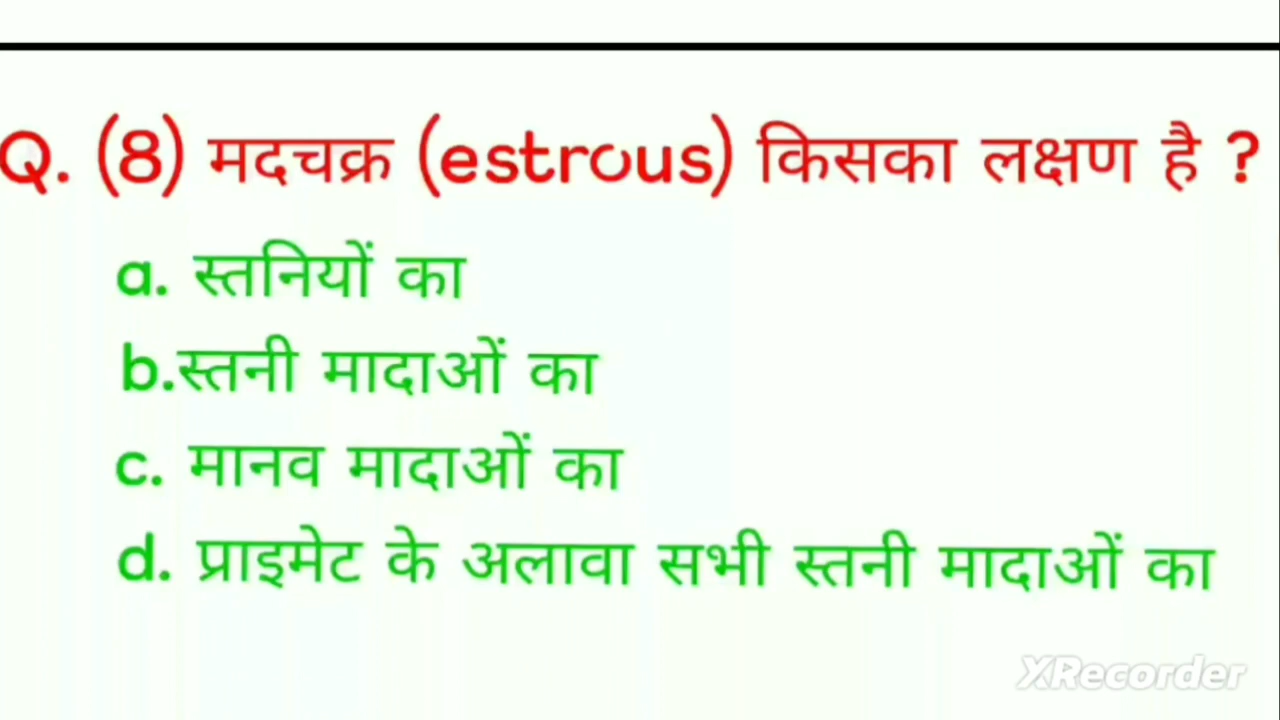 Q. (8) मदचक्र (estrous) किसका लक्षण है ?
a. स्तनियों का
b.स्तनी मादाओं का
c. मानव मादाओं का
d. प्राइमेट के अलावा सभी स्तनी मादाओं का
XRecorder